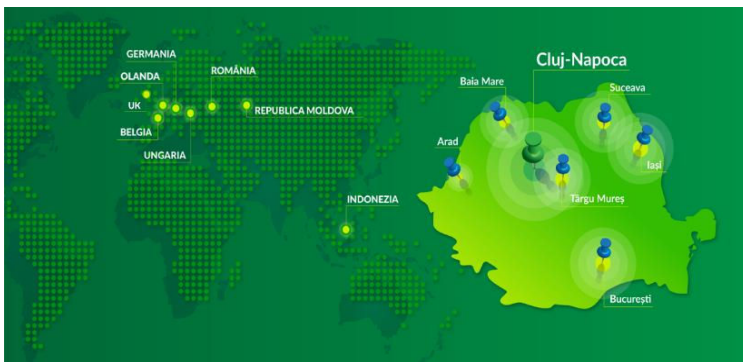 GERMANIA
OLANDA
ROMÂNIA
UK
REPUBLICA MOLDOVA
BELGIA
UNGARIA
INDONEZIA
Cluj-Napoca
Baia Mare
Suceava
Arad
Iași
Târgu Mureș
București